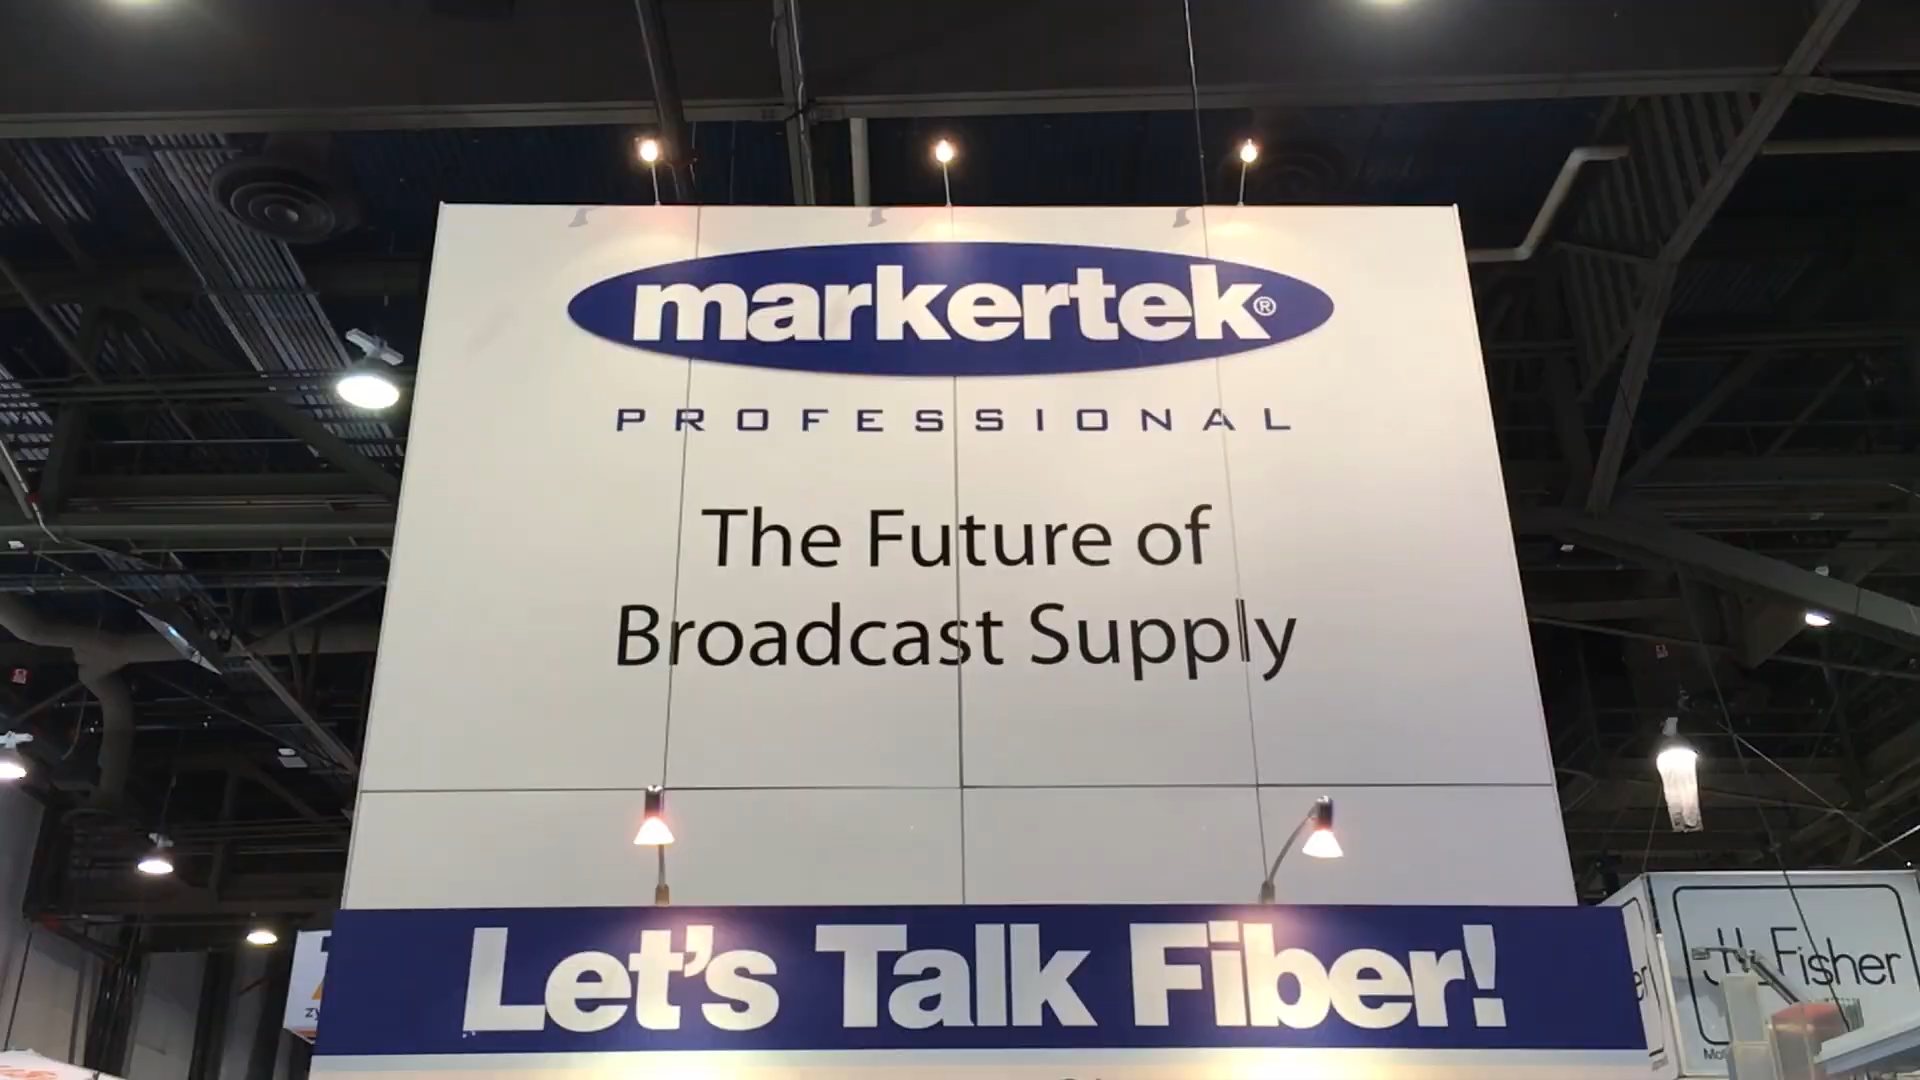 markertek®
PROFESSIONAL
The Future of
Broadcast Supply
Let's Talk Fiber!
Fisher